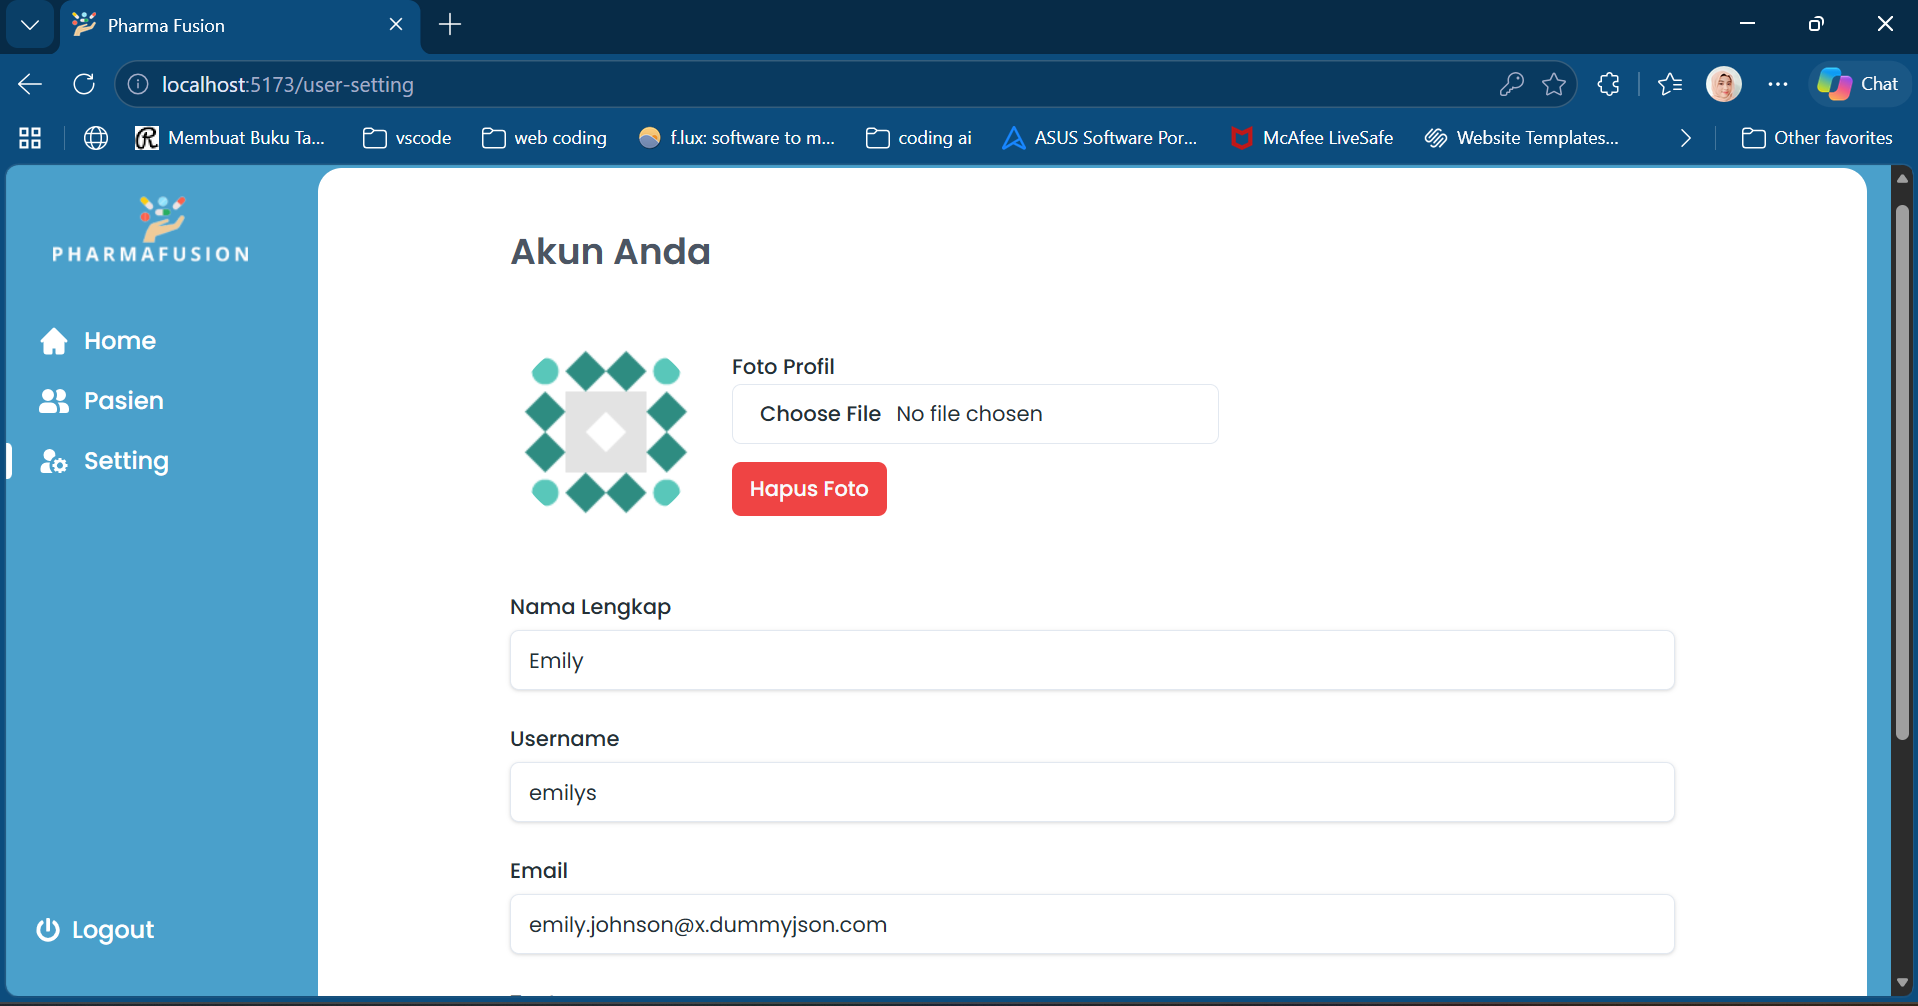 Pharma Fusion
localhost:5173/user-setting
Chat
Membuat Buku Ta...
vscode
web coding
f.lux: software to m...
coding ai
ASUS Software Por...
McAfee LiveSafe
Website Templates...
Other favorites
PHARMAFUSION
Home
Pasien
Setting
Logout
Akun Anda
Foto Profil
Choose File No file chosen
Hapus Foto
Nama Lengkap
Emily
Username
emilys
Email
emily.johnson@x.dummyjson.com